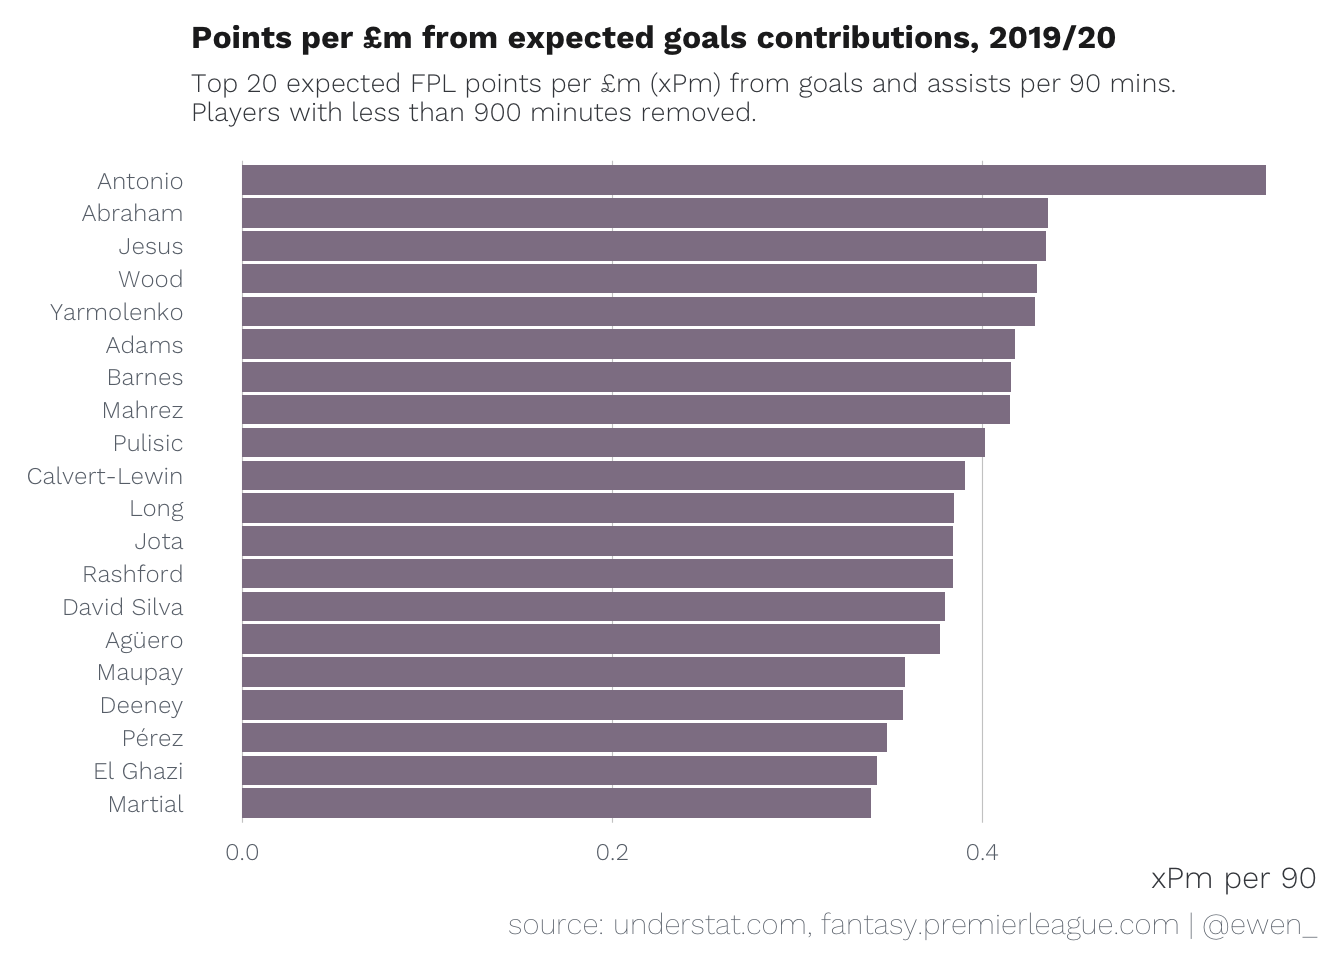 Points per £m from expected goals contributions, 2019/20
Top 20 expected FPL points per £m (xPm) from goals and assists per 90 mins.
Players with less than 900 minutes removed.
Antonio
Abraham
Jesus
Wood
Yarmolenko
Adams
Barnes
Mahrez
Pulisic
Calvert-Lewin
Long
Jota
Rashford
David Silva
Agüero
Maupay
Deeney
Pérez
El Ghazi
Martial
0.0 0.2 0.4
xPm per 90
source: understat.com, fantasy.premierleague.com | @ewen_